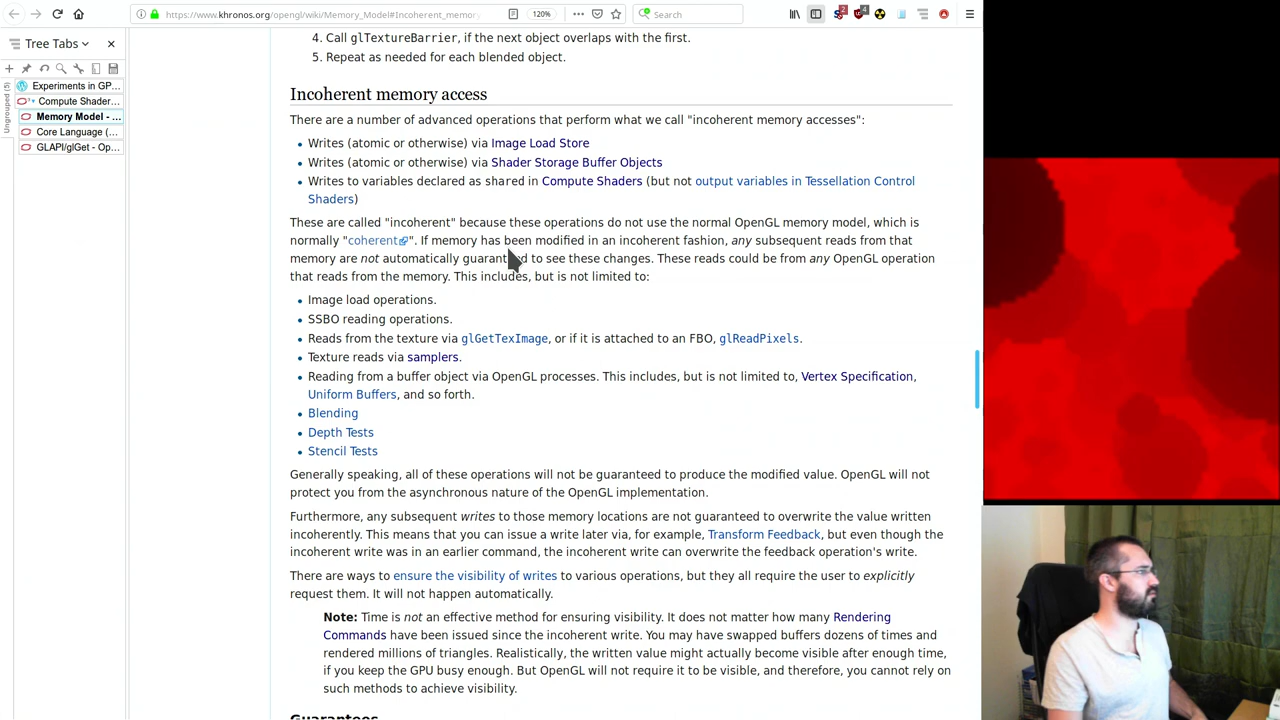 https://www.khronos.org/opengl/wiki/Memory_Model#Incoherent_memor
120%
Search
2
4
Tree Tabs
Ungrouped (5)
Experiments in GP...
Compute Shader...
Memory Model - ...
Core Language (...
GLAPI/glGet - Op...
4. Call glTextureBarrier, if the next object overlaps with the first.
5. Repeat as needed for each blended object.
Incoherent memory access
There are a number of advanced operations that perform what we call "incoherent memory accesses":
Writes (atomic or otherwise) via Image Load Store
Writes (atomic or otherwise) via Shader Storage Buffer Objects
Writes to variables declared as shared in Compute Shaders (but not output variables in Tessellation Control
Shaders)
These are called "incoherent" because these operations do not use the normal OpenGL memory model, which is
normally "coherent". If memory has been modified in an incoherent fashion, any subsequent reads from that
memory are not automatically guaranteed to see these changes. These reads could be from any OpenGL operation
that reads from the memory. This includes, but is not limited to:
Image load operations.
SSBO reading operations.
Reads from the texture via glGetTexImage, or if it is attached to an FBO, glReadPixels.
Texture reads via samplers.
Reading from a buffer object via OpenGL processes. This includes, but is not limited to, Vertex Specification,
Uniform Buffers, and so forth.
Blending
Depth Tests
Stencil Tests
Generally speaking, all of these operations will not be guaranteed to produce the modified value. OpenGL will not
protect you from the asynchronous nature of the OpenGL implementation.
Furthermore, any subsequent writes to those memory locations are not guaranteed to overwrite the value written
incoherently. This means that you can issue a write later via, for example, Transform Feedback, but even though the
incoherent write was in an earlier command, the incoherent write can overwrite the feedback operation's write.
There are ways to ensure the visibility of writes to various operations, but they all require the user to explicitly
request them. It will not happen automatically.
Note: Time is not an effective method for ensuring visibility. It does not matter how many Rendering
Commands have been issued since the incoherent write. You may have swapped buffers dozens of times and
rendered millions of triangles. Realistically, the written value might actually become visible after enough time,
if you keep the GPU busy enough. But OpenGL will not require it to be visible, and therefore, you cannot rely on
such methods to achieve visibility.
Guarantees